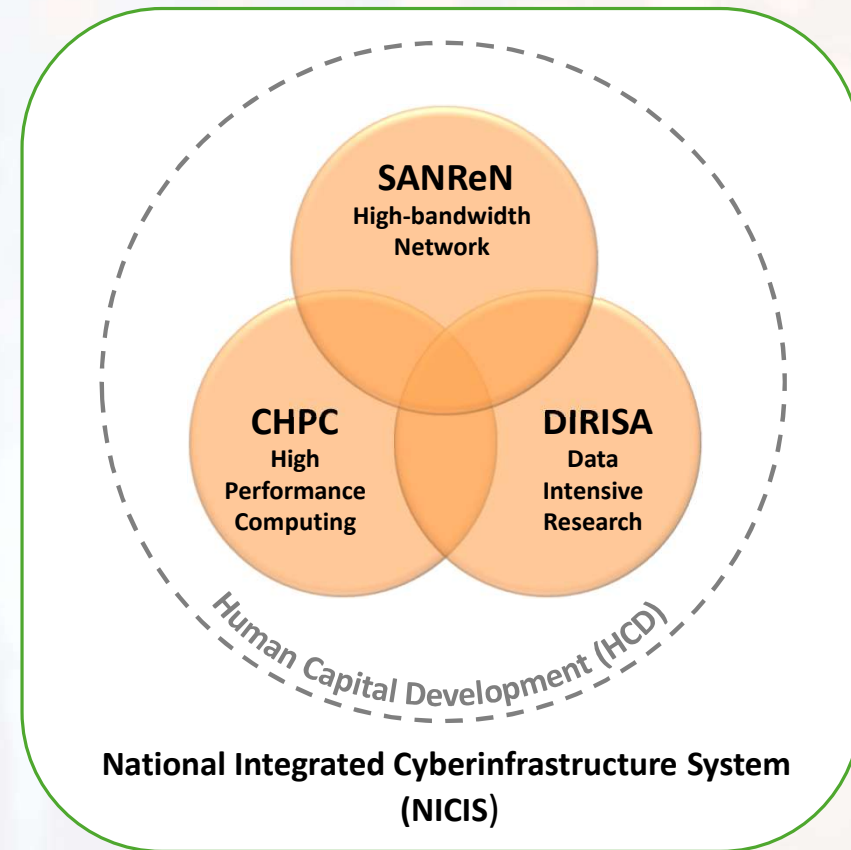 SANReN
High-bandwidth
Network
CHPC
High
Performance
Computing
DIRISA
Data
Intensive
Research
Human Capital Development (HCD)
National Integrated Cyberinfrastructure System
(NICIS)